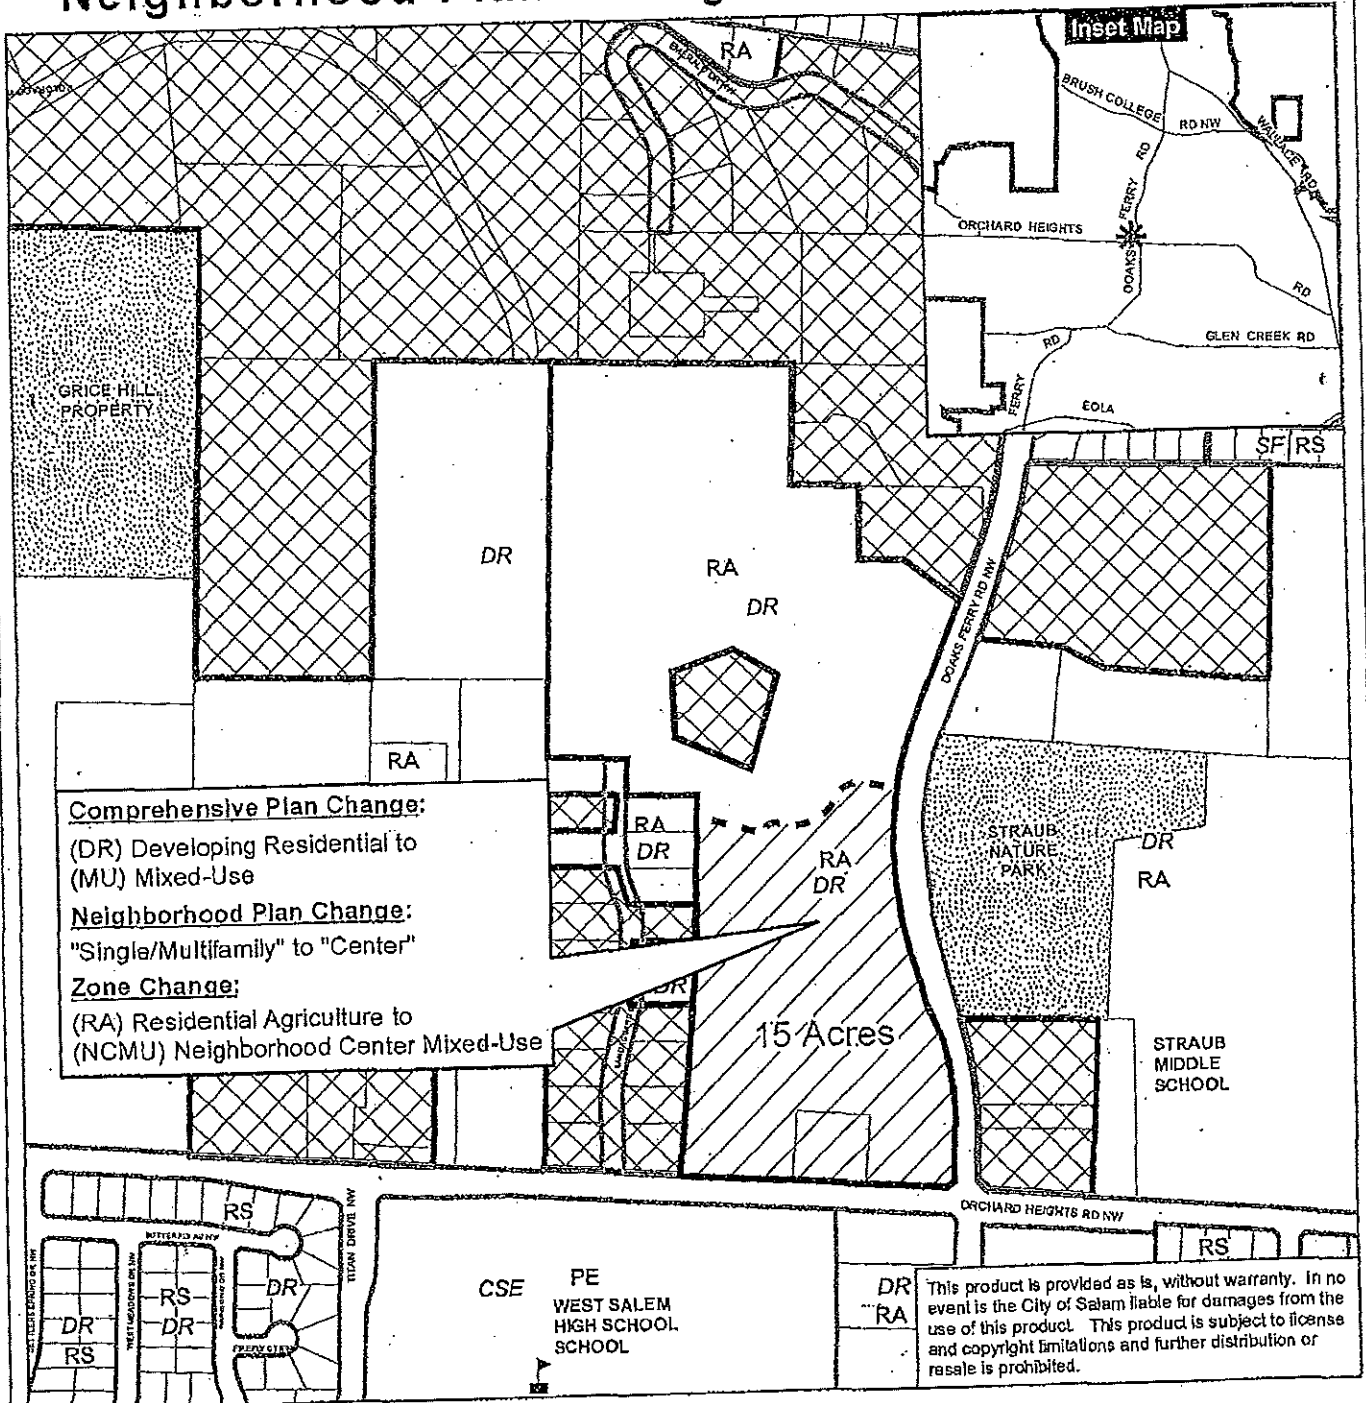 Neighborhood Plan
Inset Map
BRUSH COLLEGE
RD NW
WALLACE RD
DOAKS FERRY RD
ORCHARD HEIGHTS
RD
GLEN CREEK RD
FERRY RD
EOLA
EMERALD DR NW
RA
GRICE HILL
PROPERTY
SF RS
DR
RA
DR
DOAKS FERRY RD NW
RA
Comprehensive Plan Change:
(DR) Developing Residential to
(MU) Mixed-Use
Neighborhood Plan Change:
"Single/Multifamily" to "Center"
Zone Change:
(RA) Residential Agriculture to
(NCMU) Neighborhood Center Mixed-Use
RA
DR
DR
RA
DR
15 Acres
STRAUB
NATURE
PARK
DR
RA
STRAUB
MIDDLE
SCHOOL
ORCHARD HEIGHTS RD NW
RS
TITAN DRIVE NW
RS
DR
DR
RS
DR
RS
CSE
PE
WEST SALEM
HIGH SCHOOL
SCHOOL
RS
DR
RA
This product is provided as is, without warranty. In no
event is the City of Salem liable for damages from the
use of this product. This product is subject to license
and copyright limitations and further distribution or
resale is prohibited.